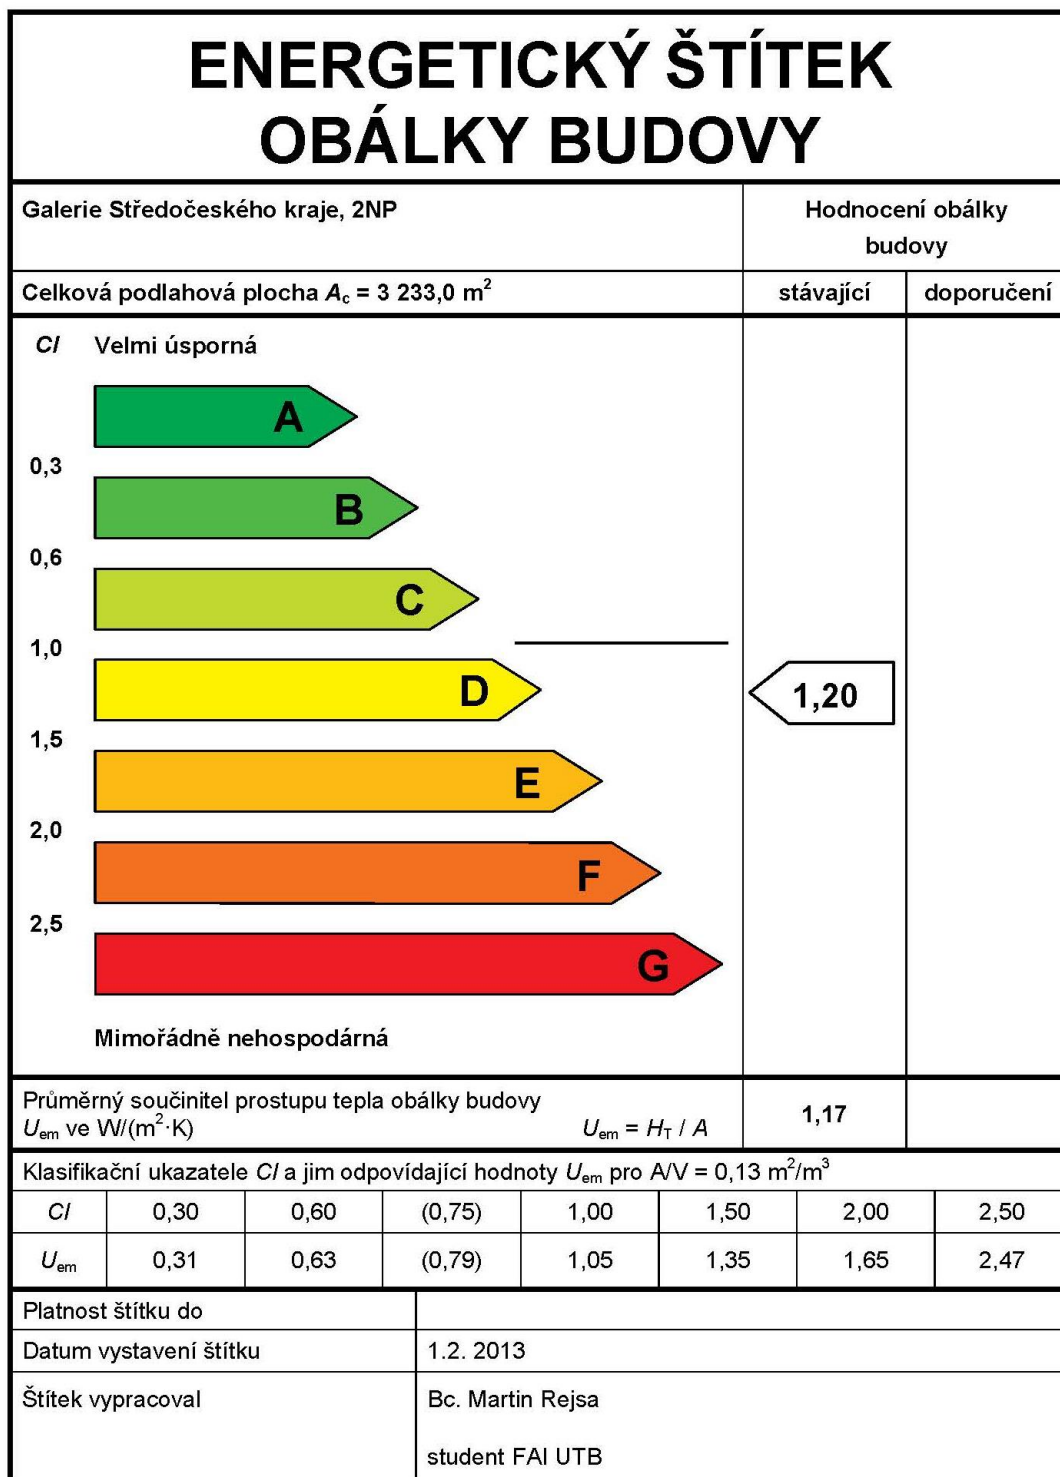 ENERGETICKÝ ŠTÍTEK
OBÁLKY BUDOVY
Galerie Středočeského kraje, 2NP
Hodnocení obálky
budovy
Celková podlahová plocha Ac = 3 233,0 m²
stávající
doporučení
CI Velmi úsporná
A
0,3
B
0,6
C
1,0
D
1,20
1,5
E
2,0
F
2,5
G
Mimořádně nehospodárná
Průměrný součinitel prostupu tepla obálky budovy
Uem ve W/(m²·K) Uem = HT / A
1,17
Klasifikační ukazatele CI a jim odpovídající hodnoty Uem pro A/V = 0,13 m²/m³
CI 0,30 0,60 (0,75) 1,00 1,50 2,00 2,50
Uem 0,31 0,63 (0,79) 1,05 1,35 1,65 2,47
Platnost štítku do
Datum vystavení štítku 1.2. 2013
Štítek vypracoval Bc. Martin Rejsa
student FAI UTB